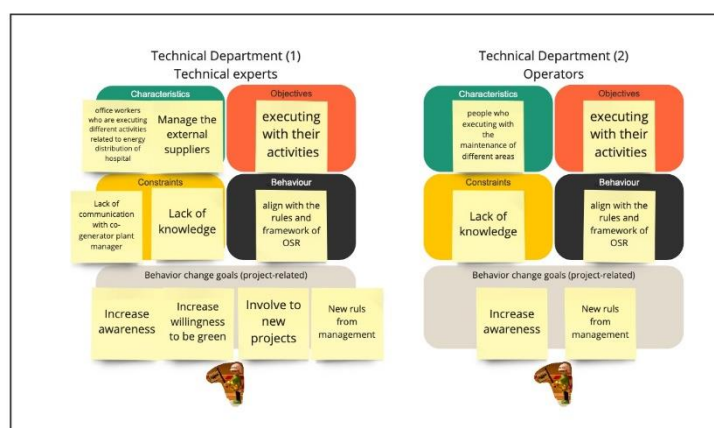 Technical Department (1)
Technical experts
Characteristics
office workers
who are executing
different activities
related to energy
distribution of
hospital
Manage the
external
suppliers
Objectives
executing
with their
activities
Constraints
Lack of
communication
with co-
generator plant
manager
Lack of
knowledge
Behaviour
align with the
rules and
framework of
OSR
Behavior change goals (project-related)
Increase
awareness
Increase
willingness
to be green
Involve to
new
projects
New ruls
from
management
Technical Department (2)
Operators
Characteristics
people who
executing with
the
maintenance of
different areas
Objectives
executing
with their
activities
Constraints
Lack of
knowledge
Behaviour
align with the
rules and
framework of
OSR
Behavior change goals (project-related)
Increase
awareness
New ruls
from
management